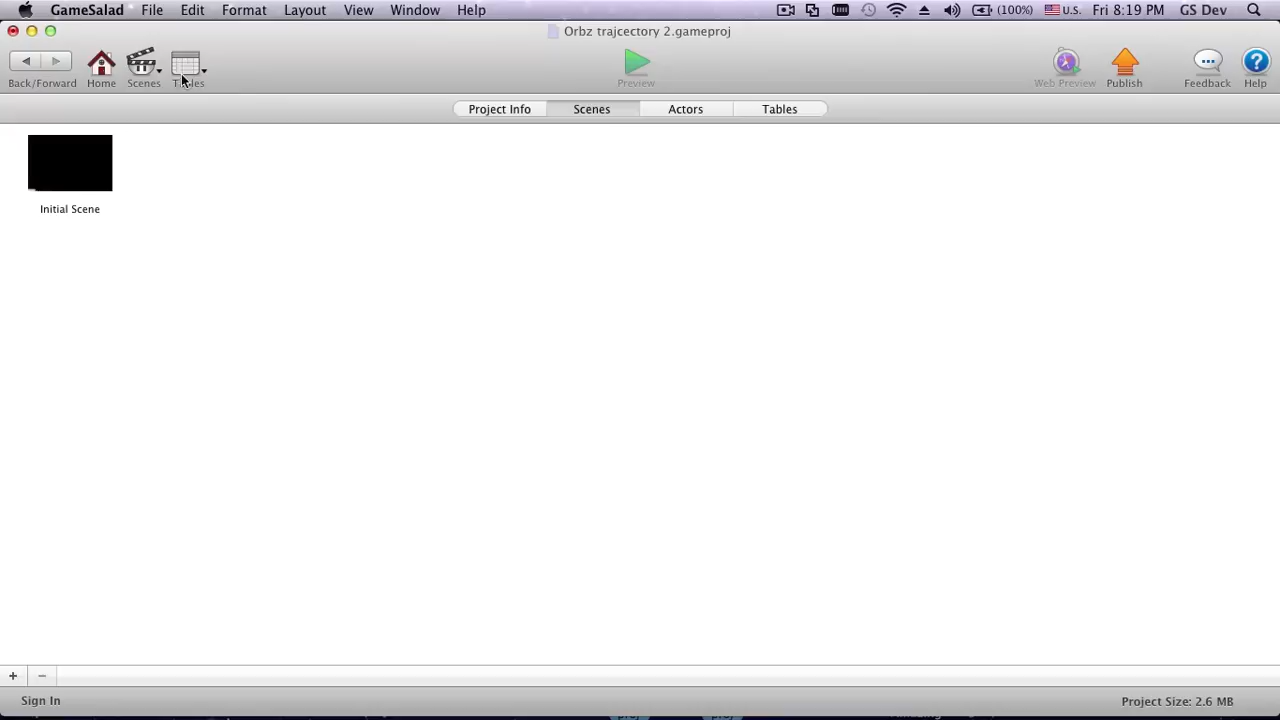 GameSalad File Edit Format Layout View Window Help (100%) U.S. Fri 8:19 PM GS Dev
Orbz trajcectory 2.gameproj
Back/Forward Home Scenes Tables Preview Web Preview Publish Feedback Help
Project Info Scenes Actors Tables
Initial Scene
+ −
Sign In Project Size: 2.6 MB